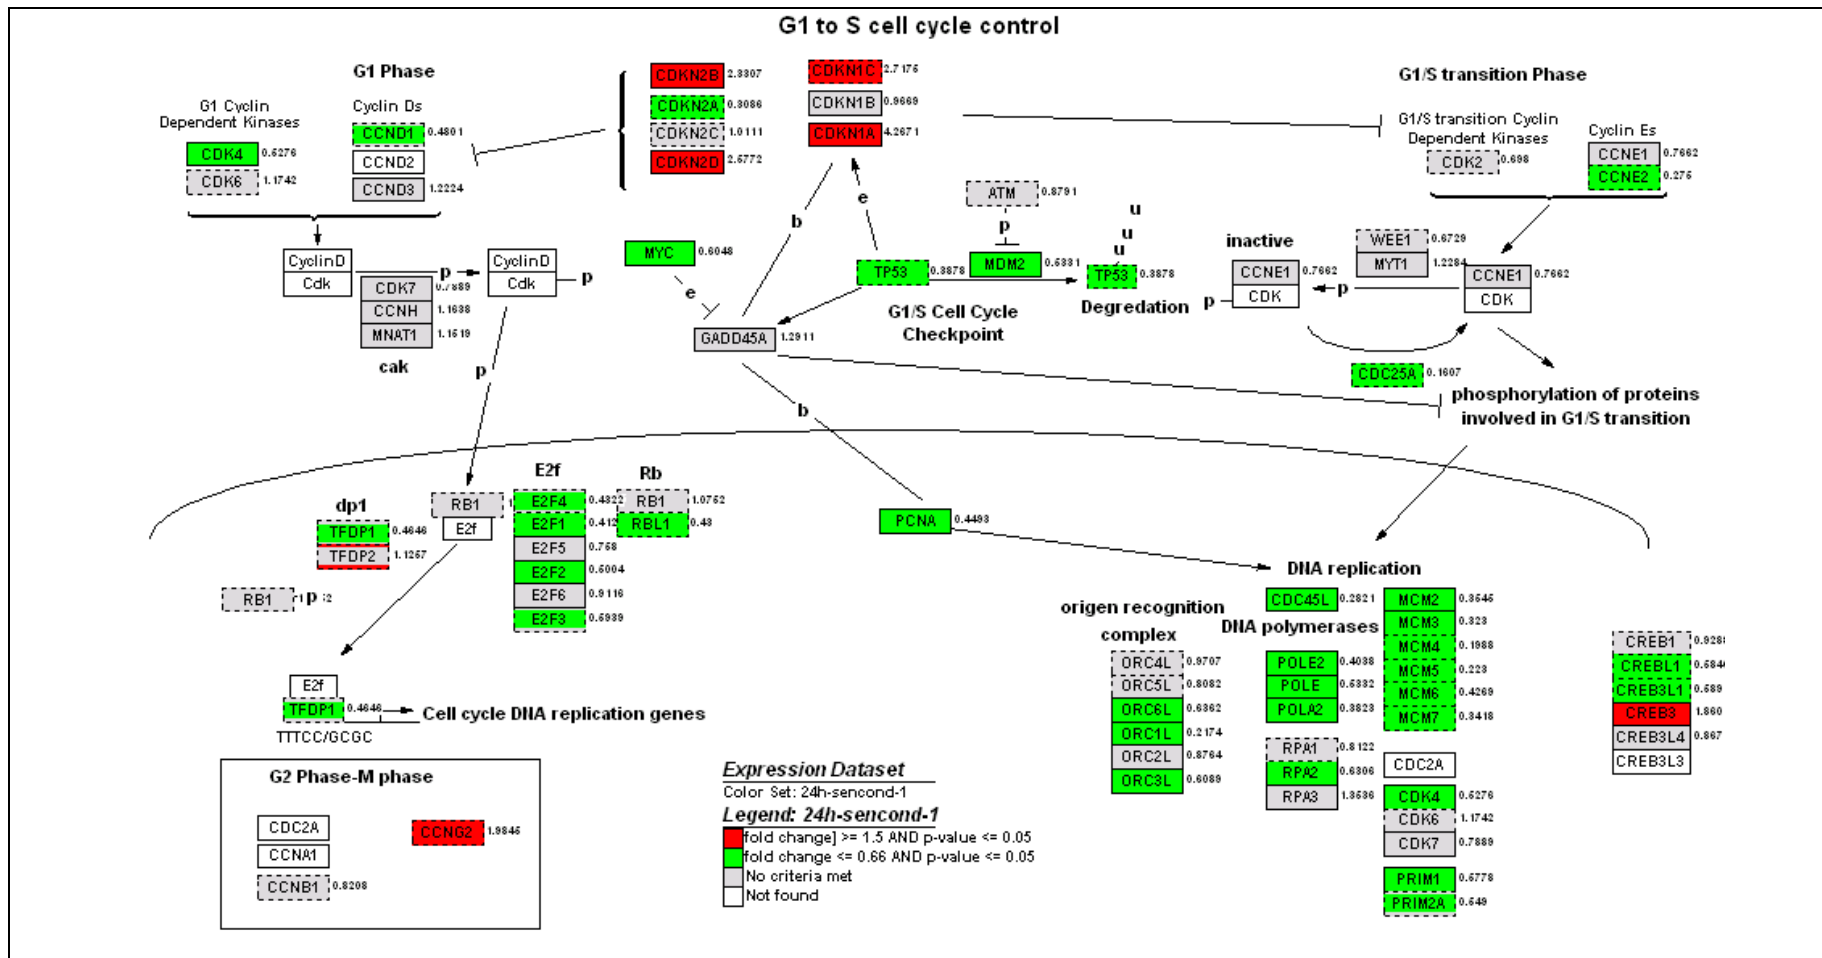 G1 to S cell cycle control
G1 Phase
G1 Cyclin
Dependent Kinases
CDK4 0.5276
CDK6 1.1742
Cyclin Ds
CCND1 0.4801
CCND2
CCND3 1.2224
CDKN2B 2.3307
CDKN2A 0.3086
CDKN2C 1.0111
CDKN2D 2.5772
CDKN1C 2.7175
CDKN1B 0.9669
CDKN1A 4.2671
G1/S transition Phase
G1/S transition Cyclin
Dependent Kinases
CDK2 0.698
Cyclin Es
CCNE1 0.7662
CCNE2 0.275
ATM 0.8791
p
MDM2 0.5331
b
e
u
u
u
MYC 0.6048
e
TP53 0.3878
TP53 0.3878
Degredation
G1/S Cell Cycle
Checkpoint
GADD45A 1.2911
CyclinD
Cdk
p
CyclinD
Cdk
p
CDK7 0.7889
CCNH 1.1638
MNAT1 1.1519
cak
p
inactive
CCNE1 0.7662
CDK
p
WEE1 0.6729
MYT1 1.2284
p
CCNE1 0.7662
CDK
CDC25A 0.1607
phosphorylation of proteins
involved in G1/S transition
b
dp1
TFDP1 0.4646
TFDP2 1.1257
RB1 1
E2f
E2f
E2F4 0.4322
E2F1 0.412
E2F5 0.758
E2F2 0.5004
E2F6 0.9116
E2F3 0.5939
Rb
RB1 1.0752
RBL1 0.43
RB1
p
PCNA 0.4493
E2f
TFDP1 0.4646
TTTCC/GCGC
Cell cycle DNA replication genes
DNA replication
origen recognition
complex
ORC4L 0.9707
ORC5L 0.8082
ORC6L 0.6362
ORC1L 0.2174
ORC2L 0.8764
ORC3L 0.6089
CDC45L 0.2821
DNA polymerases
POLE2 0.4038
POLE 0.5332
POLA2 0.3823
RPA1 0.8122
RPA2 0.6306
RPA3 1.3536
MCM2 0.3545
MCM3 0.323
MCM4 0.1988
MCM5 0.223
MCM6 0.4269
MCM7 0.3418
CDC2A
CDK4 0.5276
CDK6 1.1742
CDK7 0.7889
PRIM1 0.5778
PRIM2A 0.549
CREB1 0.928
CREBL1 0.584
CREB3L1 0.589
CREB3 1.860
CREB3L4 0.867
CREB3L3
G2 Phase-M phase
CDC2A
CCNA1
CCNB1 0.8208
CCNG2 1.9845
Expression Dataset
Color Set: 24h-sencond-1
Legend: 24h-sencond-1
fold change] >= 1.5 AND p-value <= 0.05
fold change <= 0.66 AND p-value <= 0.05
No criteria met
Not found